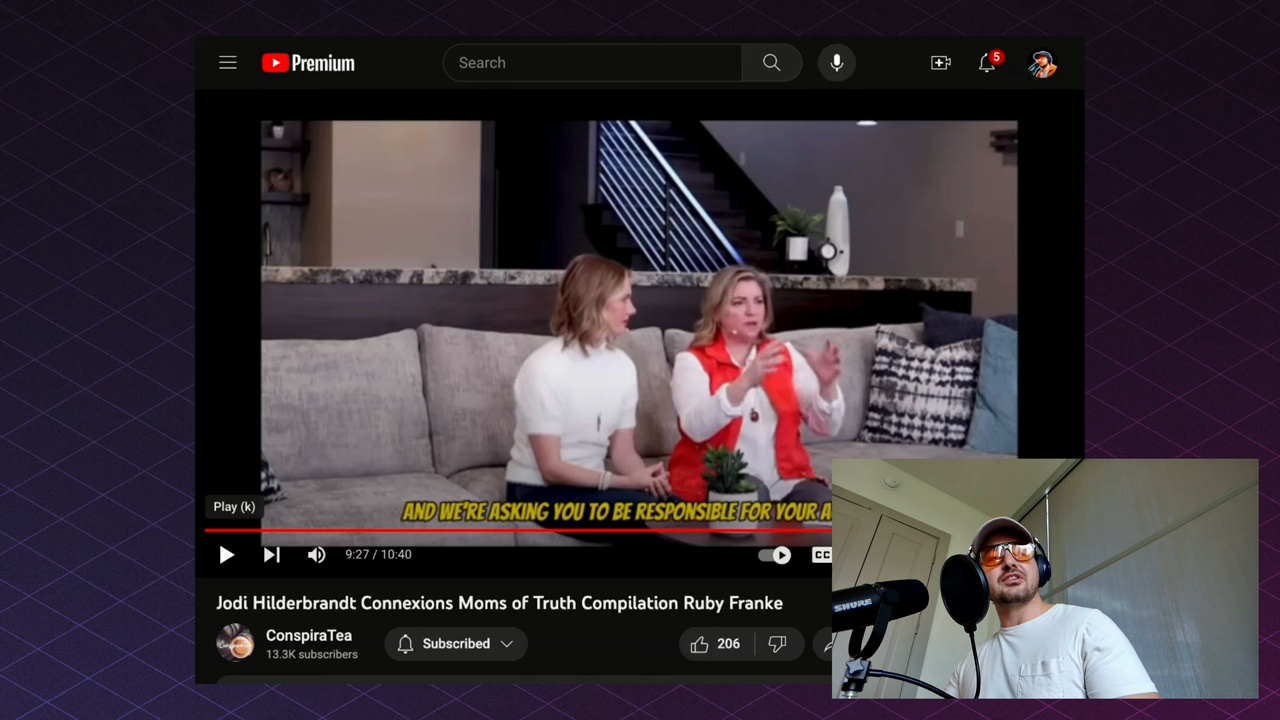 Premium
Search
5
Play (k)
AND WE'RE ASKING YOU TO BE RESPONSIBLE FOR YOUR A
9:27 / 10:40
CC
Jodi Hilderbrandt Connexions Moms of Truth Compilation Ruby Franke
ConspiraTea
13.3K subscribers
Subscribed
206
SHURE